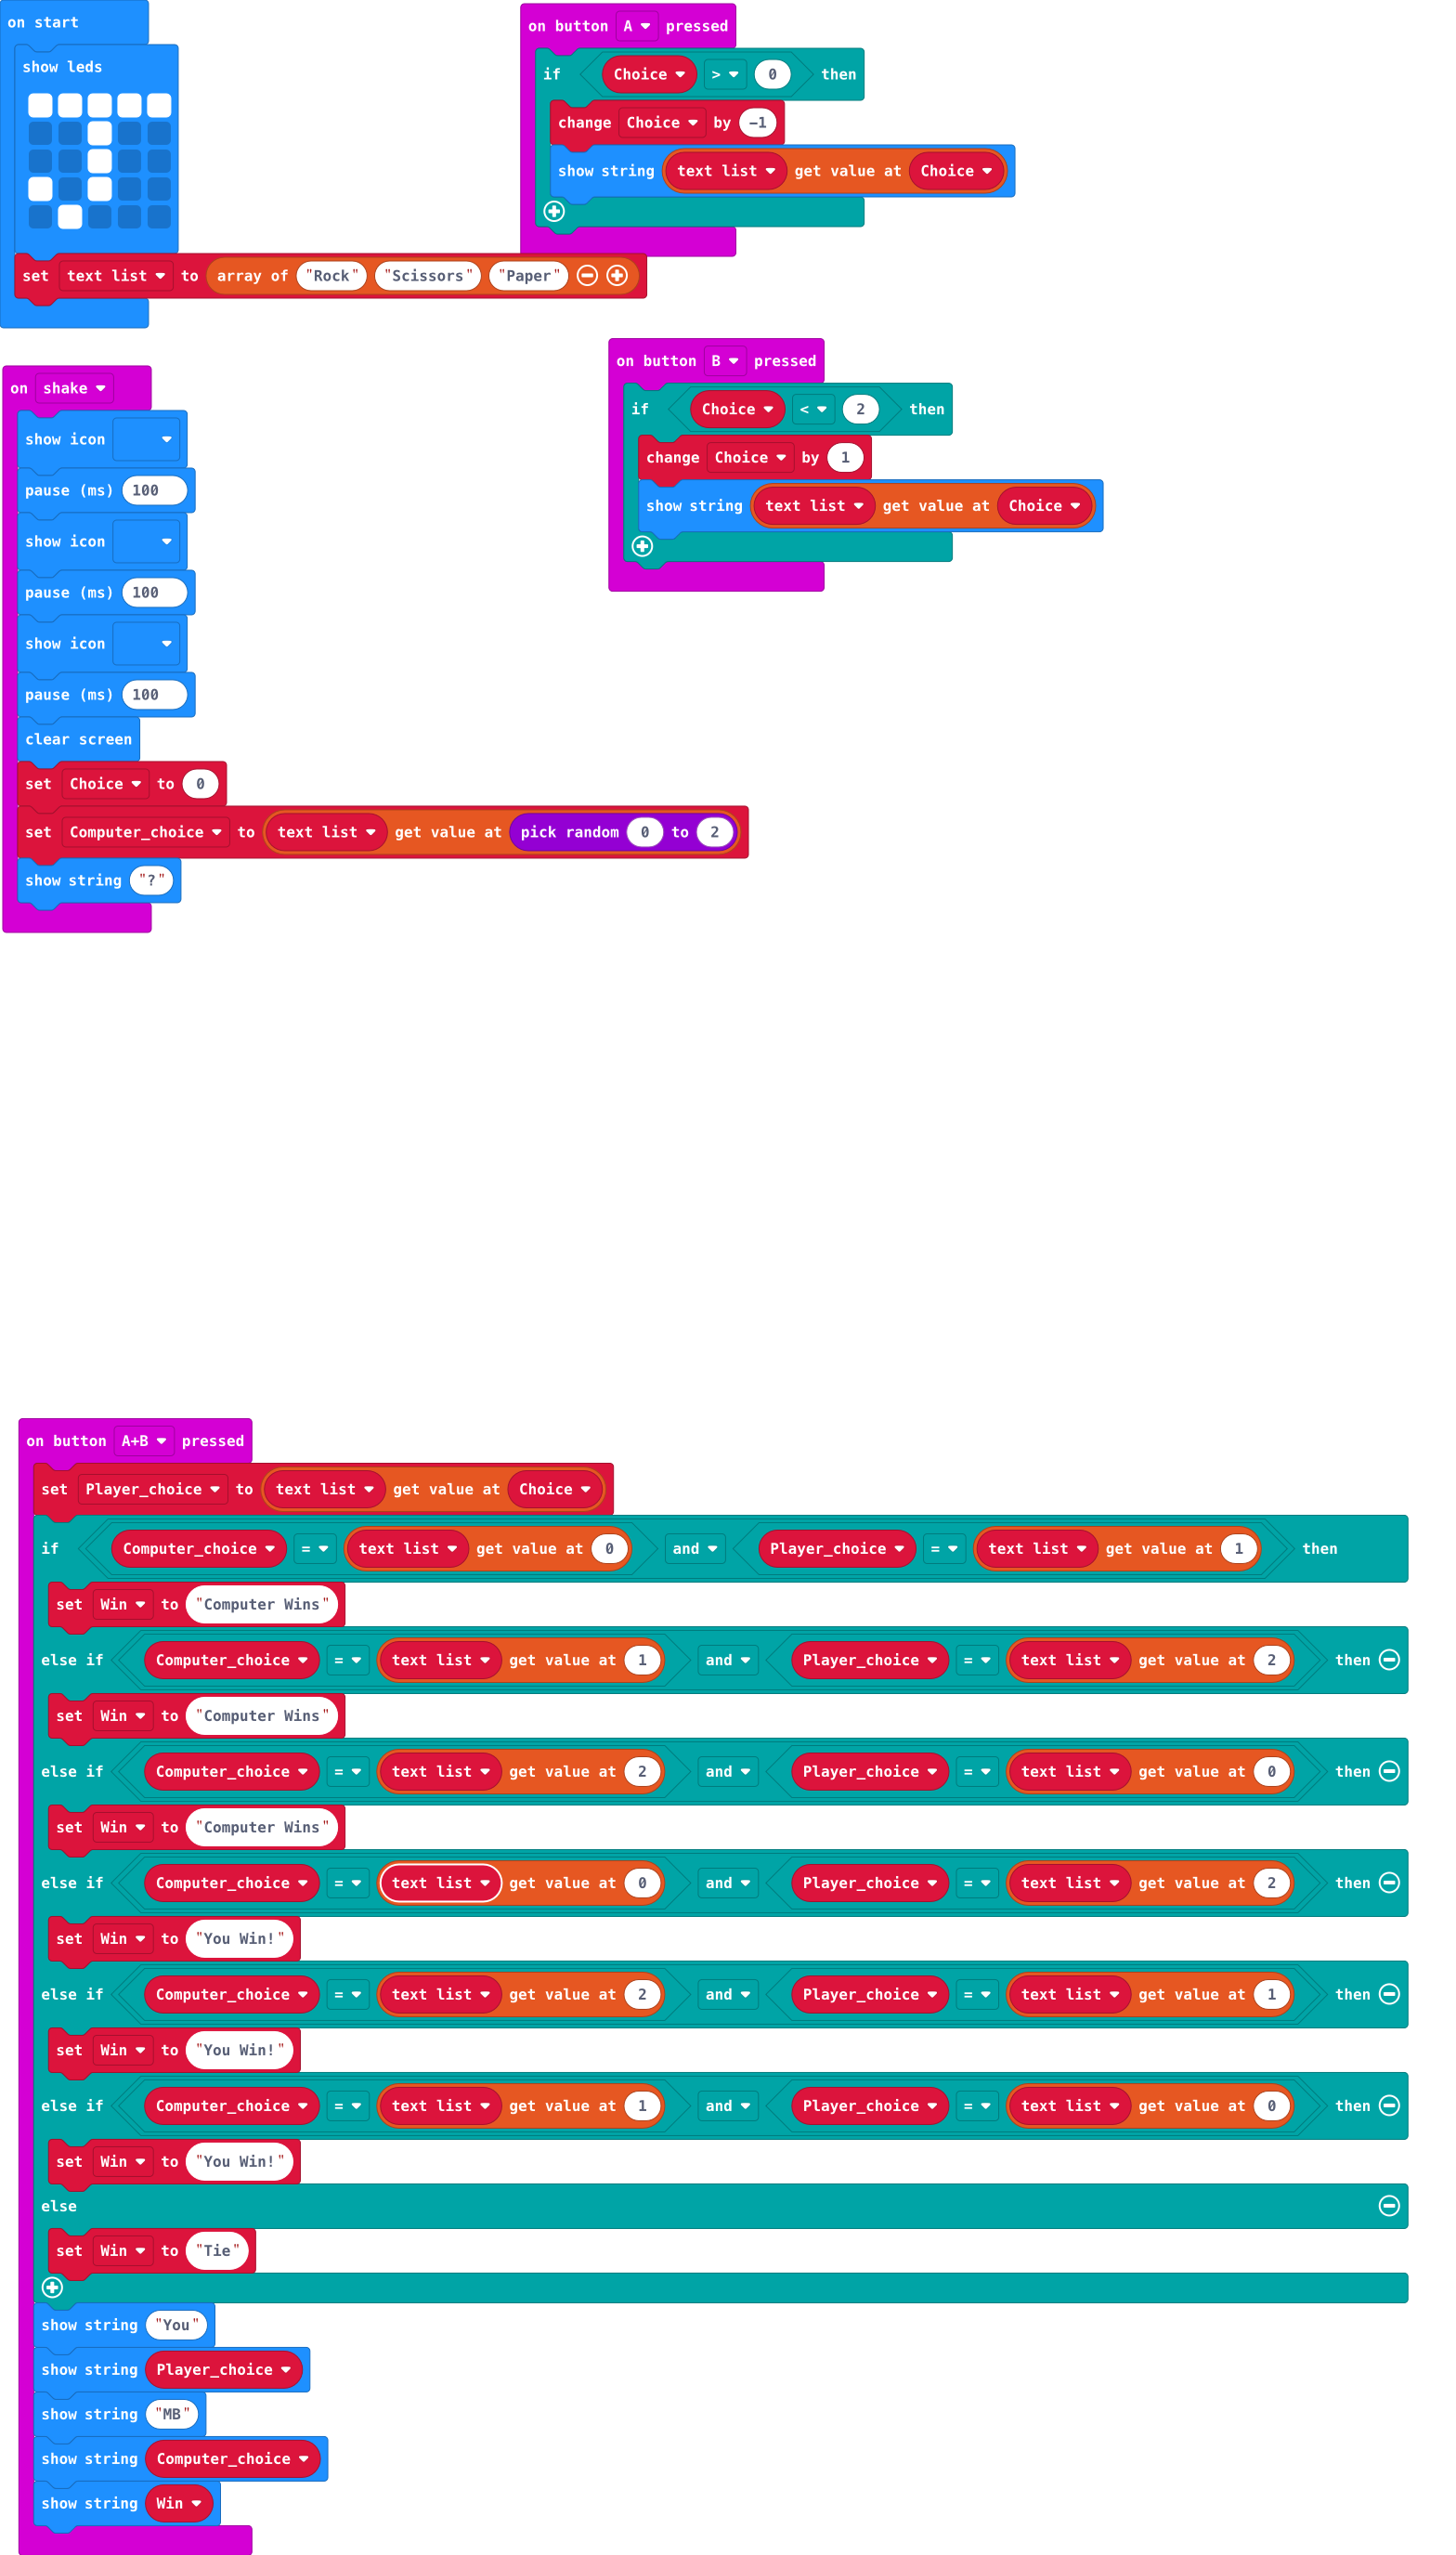 on start
show leds
set text list to array of "Rock" "Scissors" "Paper"
on button A pressed
if Choice > 0 then
change Choice by -1
show string text list get value at Choice
on button B pressed
if Choice < 2 then
change Choice by 1
show string text list get value at Choice
on shake
show icon
pause (ms) 100
show icon
pause (ms) 100
show icon
pause (ms) 100
clear screen
set Choice to 0
set Computer_choice to text list get value at pick random 0 to 2
show string "?"
on button A+B pressed
set Player_choice to text list get value at Choice
if Computer_choice = text list get value at 0 and Player_choice = text list get value at 1 then
set Win to "Computer Wins"
else if Computer_choice = text list get value at 1 and Player_choice = text list get value at 2 then
set Win to "Computer Wins"
else if Computer_choice = text list get value at 2 and Player_choice = text list get value at 0 then
set Win to "Computer Wins"
else if Computer_choice = text list get value at 0 and Player_choice = text list get value at 2 then
set Win to "You Win!"
else if Computer_choice = text list get value at 2 and Player_choice = text list get value at 1 then
set Win to "You Win!"
else if Computer_choice = text list get value at 1 and Player_choice = text list get value at 0 then
set Win to "You Win!"
else
set Win to "Tie"
show string "You"
show string Player_choice
show string "MB"
show string Computer_choice
show string Win